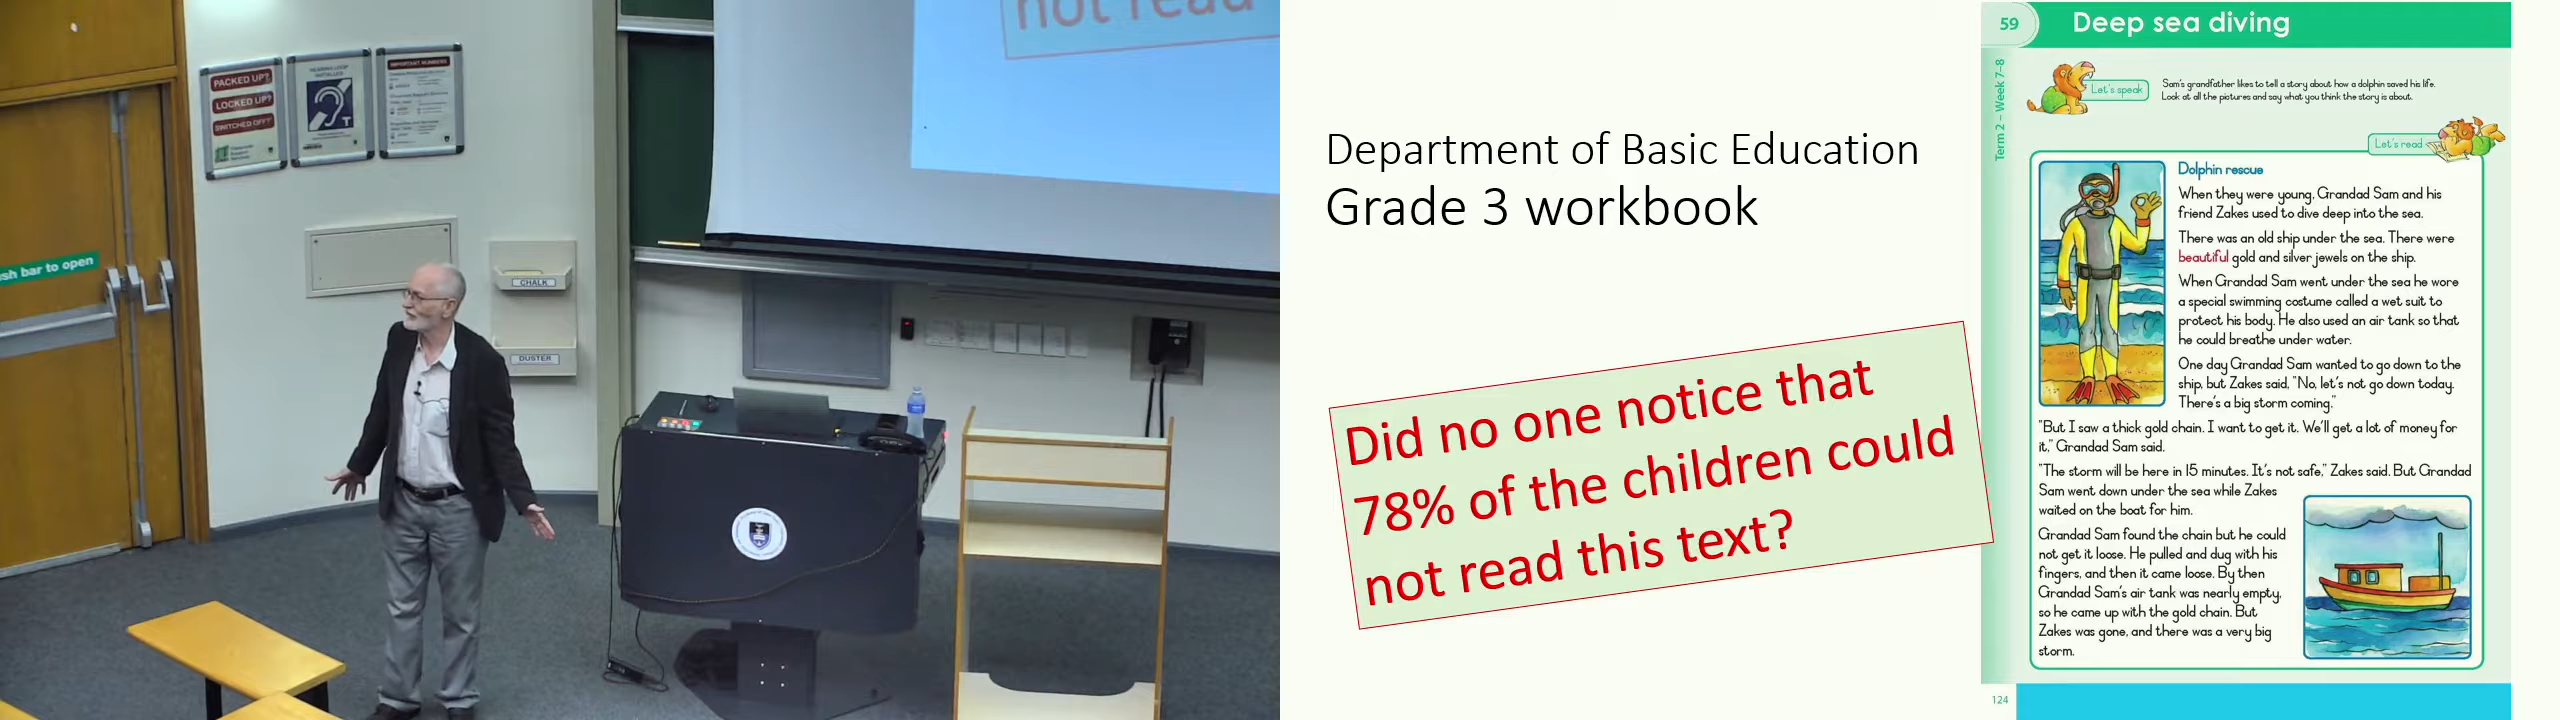 not read
PACKED UP?
LOCKED UP?
SWITCHED OFF?
HEARING LOOP
INSTALLED
T
IMPORTANT NUMBERS
sh bar to open
CHALK
DUSTER
Department of Basic Education
Grade 3 workbook
Did no one notice that
78% of the children could
not read this text?
59
Deep sea diving
Term 2 – Week 7–8
Let's speak
Sam's grandfather likes to tell a story about how a dolphin saved his life.
Look at all the pictures and say what you think the story is about.
Let's read
Dolphin rescue
When they were young, Grandad Sam and his
friend Zakes used to dive deep into the sea.
There was an old ship under the sea. There were
beautiful gold and silver jewels on the ship.
When Grandad Sam went under the sea he wore
a special swimming costume called a wet suit to
protect his body. He also used an air tank so that
he could breathe under water.
One day Grandad Sam wanted to go down to the
ship, but Zakes said, "No, let's not go down today.
There's a big storm coming."
"But I saw a thick gold chain. I want to get it. We'll get a lot of money for
it," Grandad Sam said.
"The storm will be here in 15 minutes. It's not safe," Zakes said. But Grandad
Sam went down under the sea while Zakes
waited on the boat for him.
Grandad Sam found the chain but he could
not get it loose. He pulled and dug with his
fingers, and then it came loose. By then
Grandad Sam's air tank was nearly empty,
so he came up with the gold chain. But
Zakes was gone, and there was a very big
storm.
124